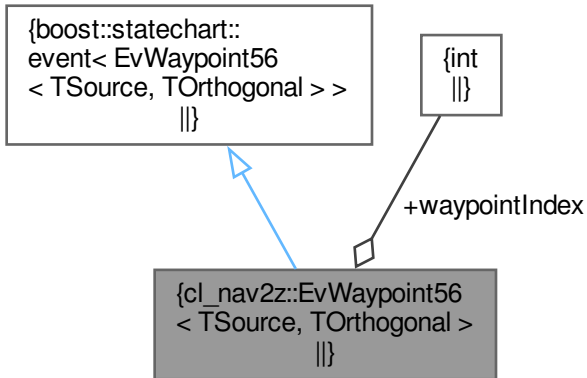 {boost::statechart::
event< EvWaypoint56
< TSource, TOrthogonal > >
||}
{int
||}
+waypointIndex
{cl_nav2z::EvWaypoint56
< TSource, TOrthogonal >
||}